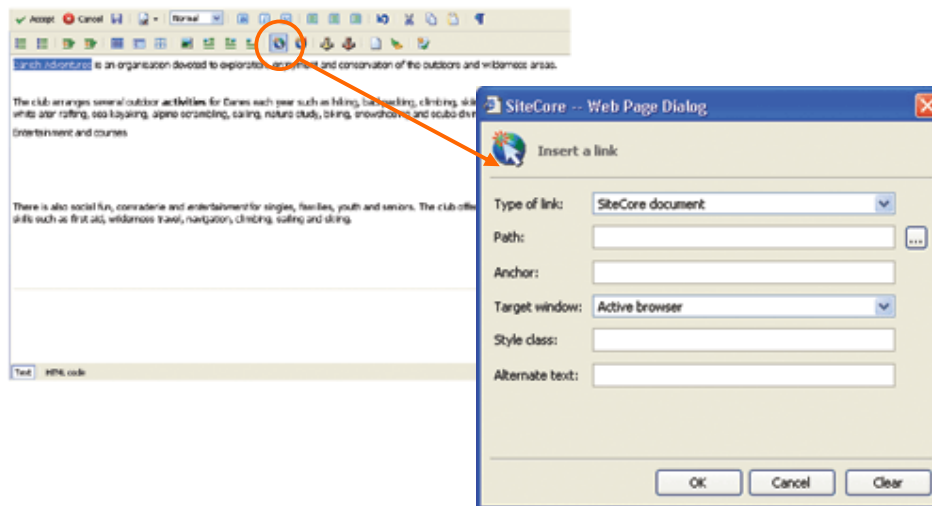 Accept Cancel Normal
Danish Adventures is an organisation devoted to exploration, enjoyment and conservation of the outdoors and wilderness areas.
The club arranges several outdoor activities for Danes each year such as hiking, backpacking, climbing, skiing
white water rafting, sea kayaking, alpine scrambling, sailing, nature study, biking, snowshoeing and scuba diving
Entertainment and courses
There is also social fun, comraderie and entertainment for singles, families, youth and seniors. The club offers
skills such as first aid, wilderness travel, navigation, climbing, sailing and skiing.
Text HTML code
SiteCore -- Web Page Dialog
Insert a link
Type of link: SiteCore document
Path: ...
Anchor:
Target window: Active browser
Style class:
Alternate text:
OK Cancel Clear